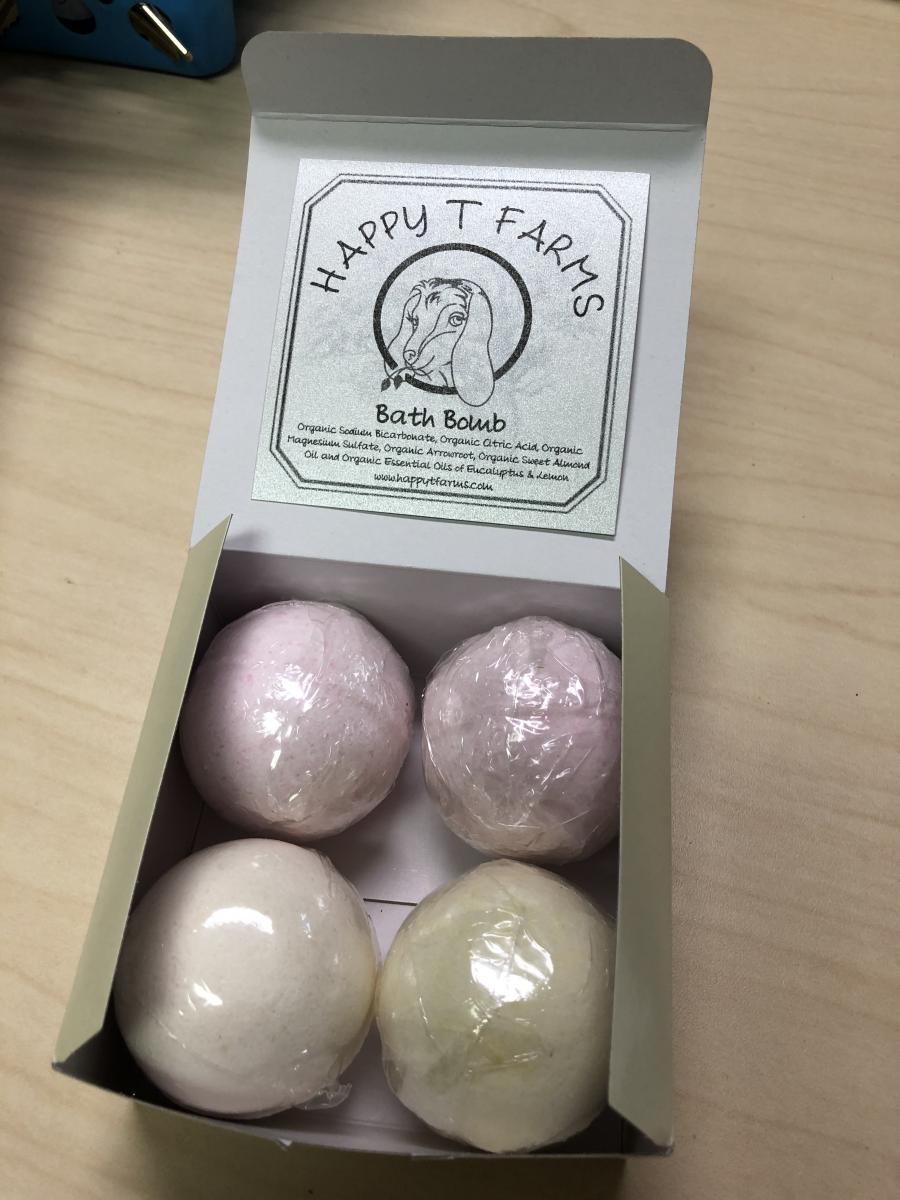 HAPPY T FARMS
Bath Bomb
Organic Sodium Bicarbonate, Organic Citric Acid, Organic
Magnesium Sulfate, Organic Arrowroot, Organic Sweet Almond
Oil and Organic Essential Oils of Eucaliptus & Lemon
www.happytfarms.com